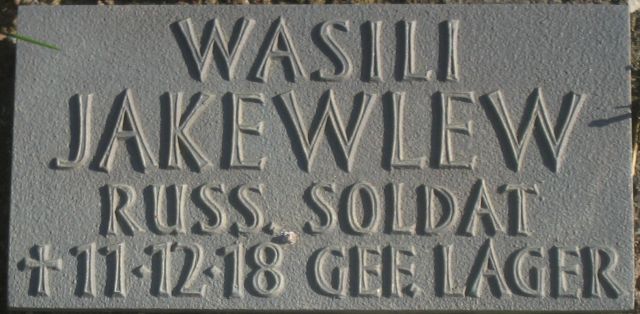 WASILI
JAKEWLEW
RUSS. SOLDAT
+ 11·12·18 GEF. LAGER